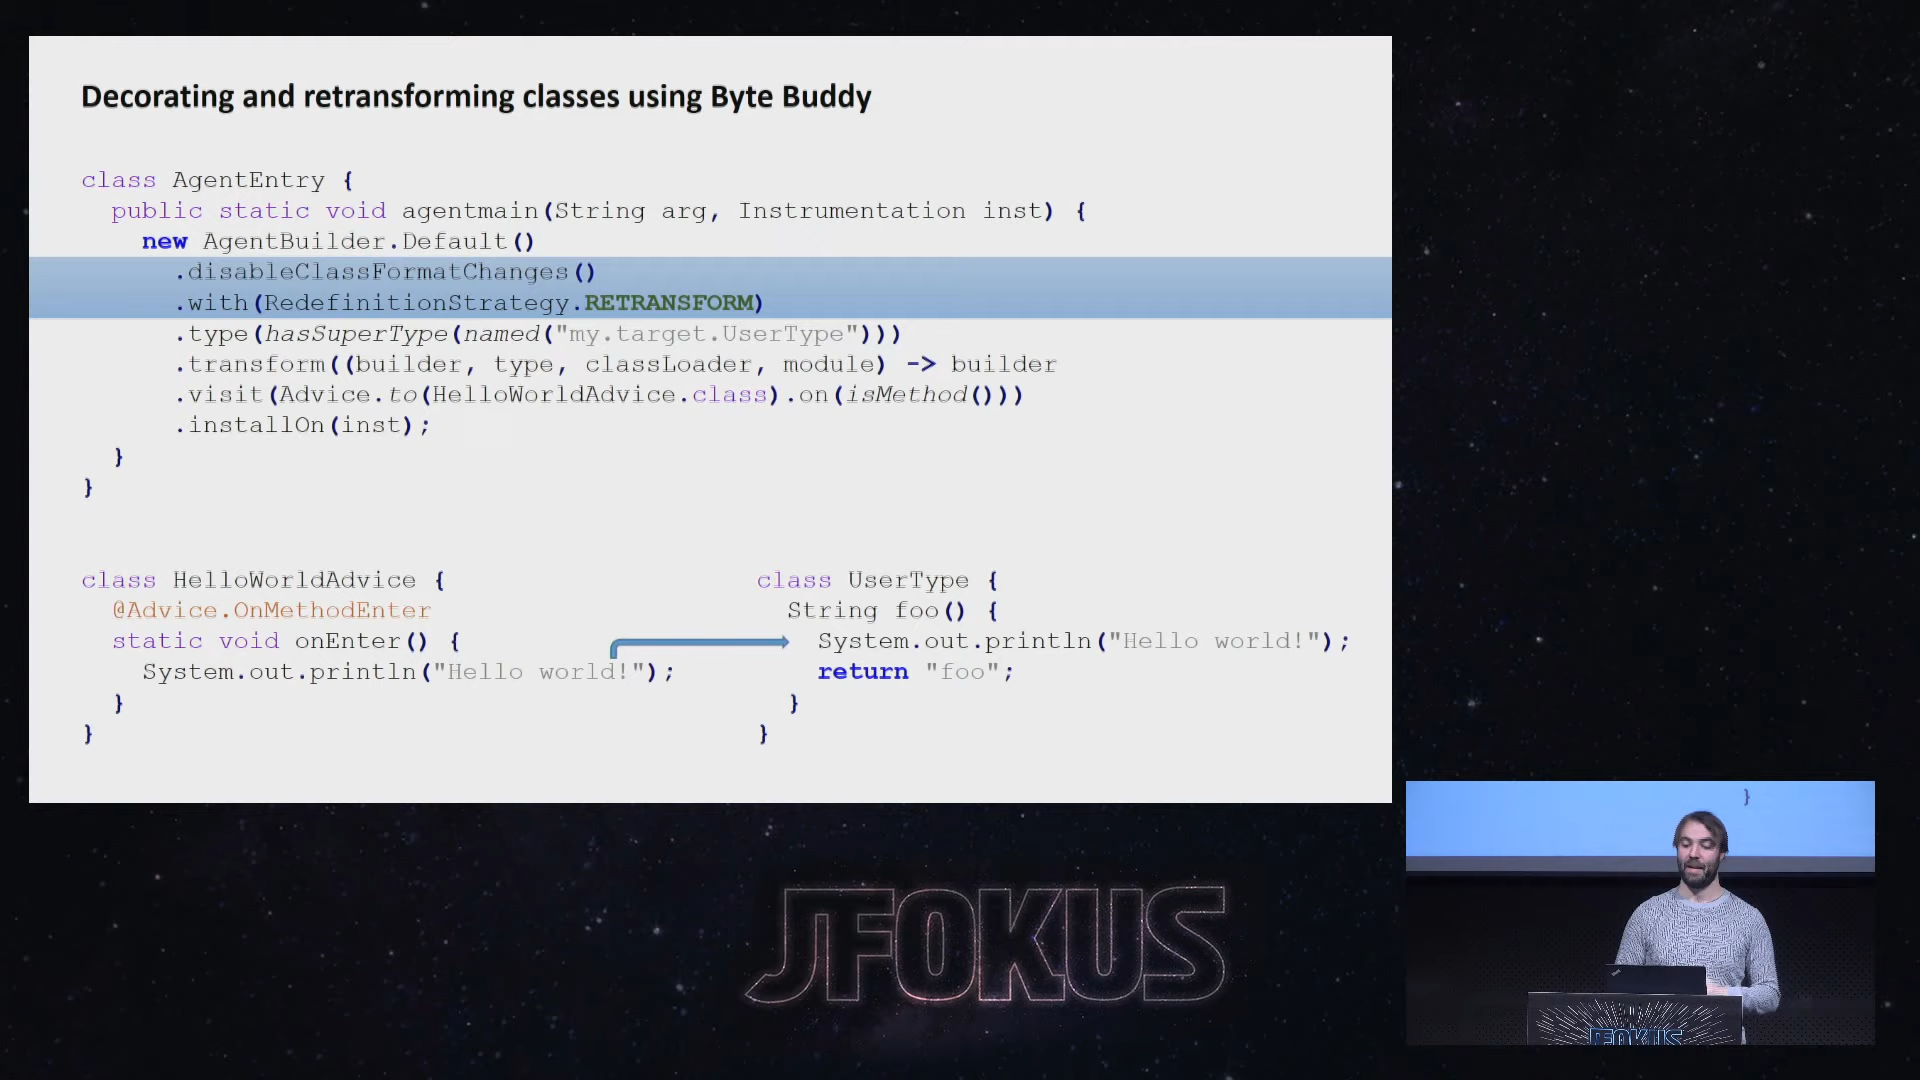 Decorating and retransforming classes using Byte Buddy
class AgentEntry {
public static void agentmain(String arg, Instrumentation inst) {
new AgentBuilder.Default()
.disableClassFormatChanges()
.with(RedefinitionStrategy.RETRANSFORM)
.type(hasSuperType(named("my.target.UserType")))
.transform((builder, type, classLoader, module) -> builder
.visit(Advice.to(HelloWorldAdvice.class).on(isMethod()))
.installOn(inst);
}
}
class HelloWorldAdvice {
@Advice.OnMethodEnter
static void onEnter() {
System.out.println("Hello world!");
}
}
class UserType {
String foo() {
System.out.println("Hello world!");
return "foo";
}
}
}
JFOKUS
JFOKUS